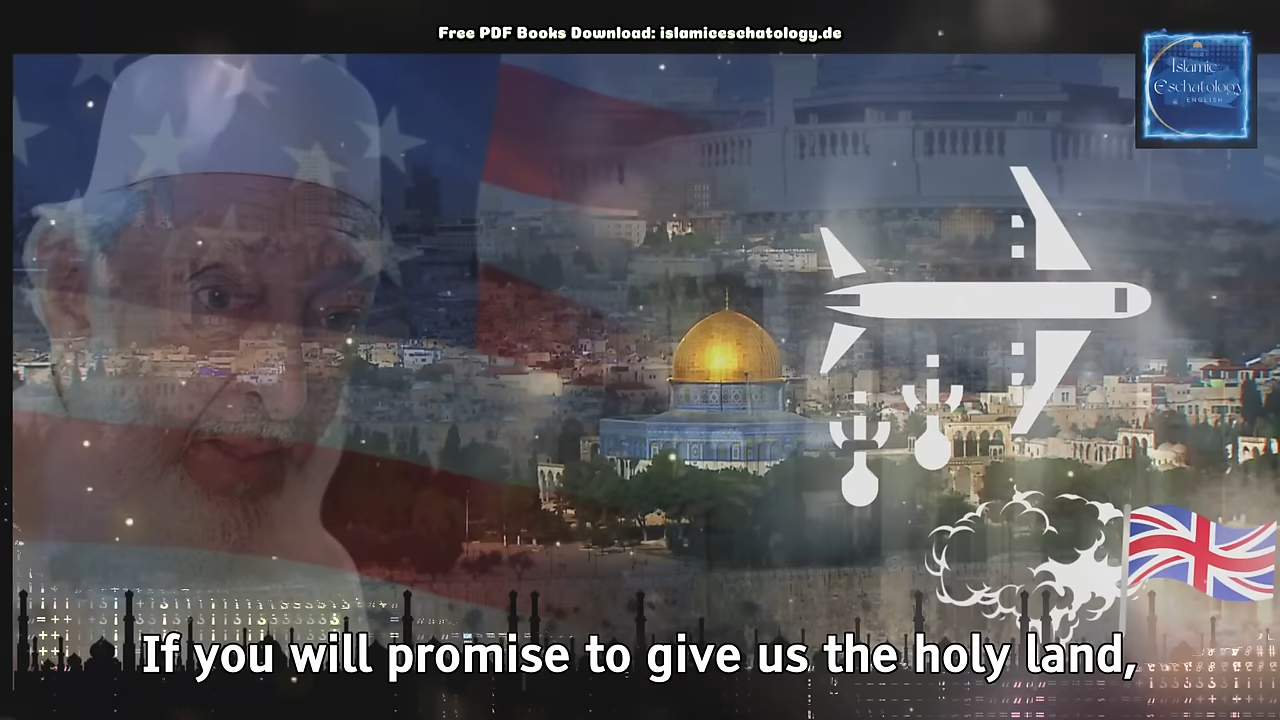 Free PDF Books Download: islamiceschatology.de
Islamic
Eschatology
ENGLISH
If you will promise to give us the holy land,